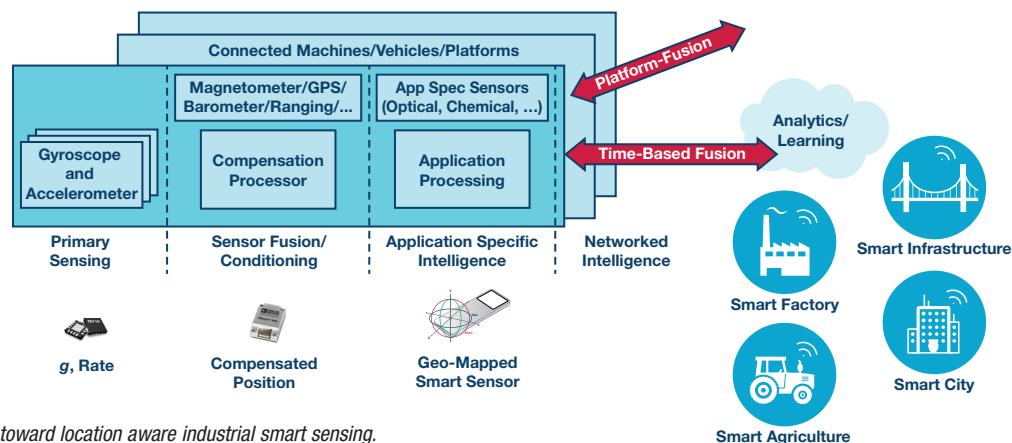 Connected Machines/Vehicles/Platforms
Platform-Fusion
Magnetometer/GPS/
Barometer/Ranging/...
App Spec Sensors
(Optical, Chemical, …)
Gyroscope
and
Accelerometer
Compensation
Processor
Application
Processing
Time-Based Fusion
Analytics/
Learning
Primary
Sensing
Sensor Fusion/
Conditioning
Application Specific
Intelligence
Networked
Intelligence
Smart Infrastructure
Smart Factory
Smart City
Smart Agriculture
g, Rate
Compensated
Position
Geo-Mapped
Smart Sensor
toward location aware industrial smart sensing.